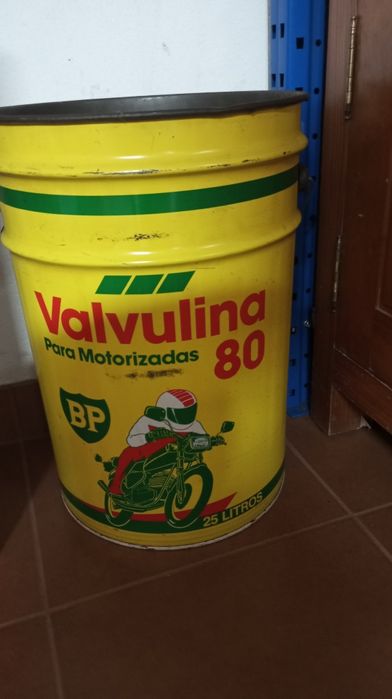 Valvulina
Para Motorizadas 80
BP
25 LITROS